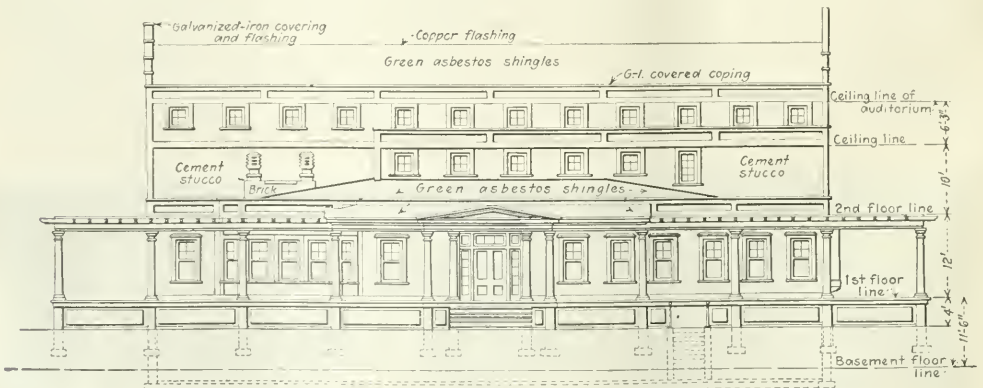 Galvanized-iron covering
and flashing
Copper flashing
Green asbestos shingles
G-I. covered coping
Ceiling line of
auditorium
6'-3"
Ceiling line
Cement
stucco
Brick
Green asbestos shingles
Cement
stucco
10'
2nd floor line
12'
1st floor
line
4'
11'-6"
Basement floor
line